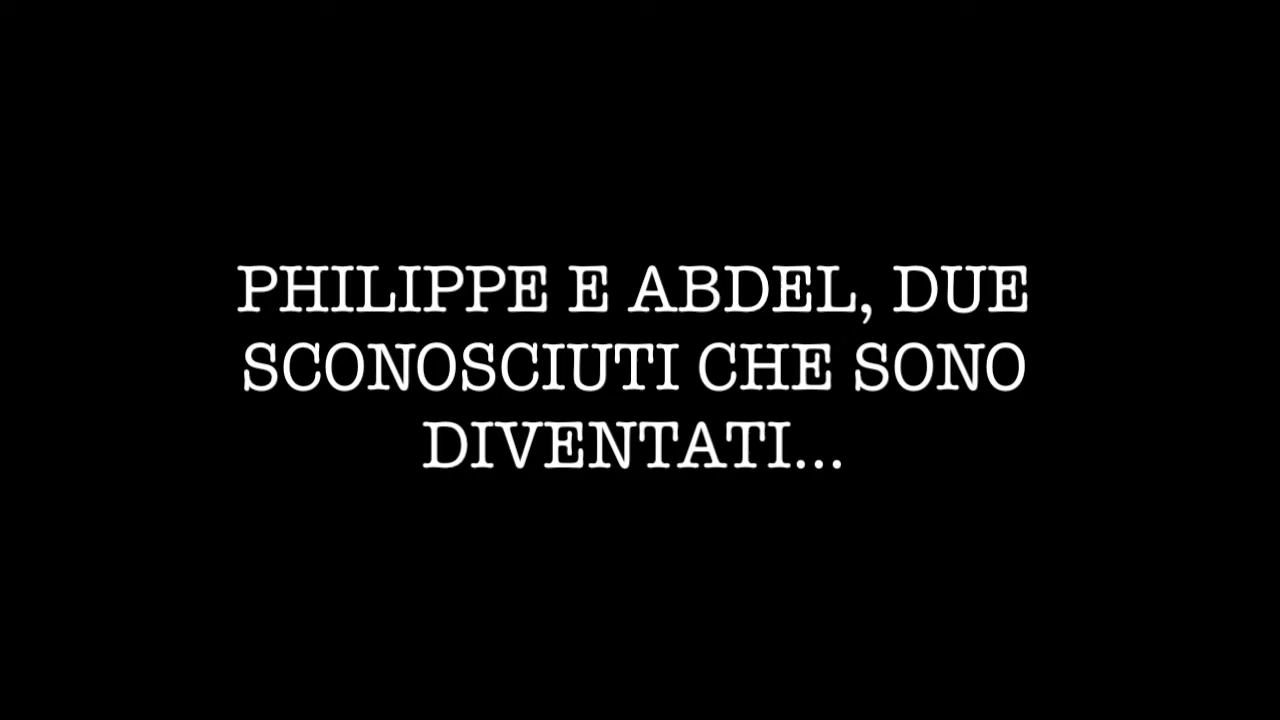 PHILIPPE E ABDEL, DUE
SCONOSCIUTI CHE SONO
DIVENTATI...